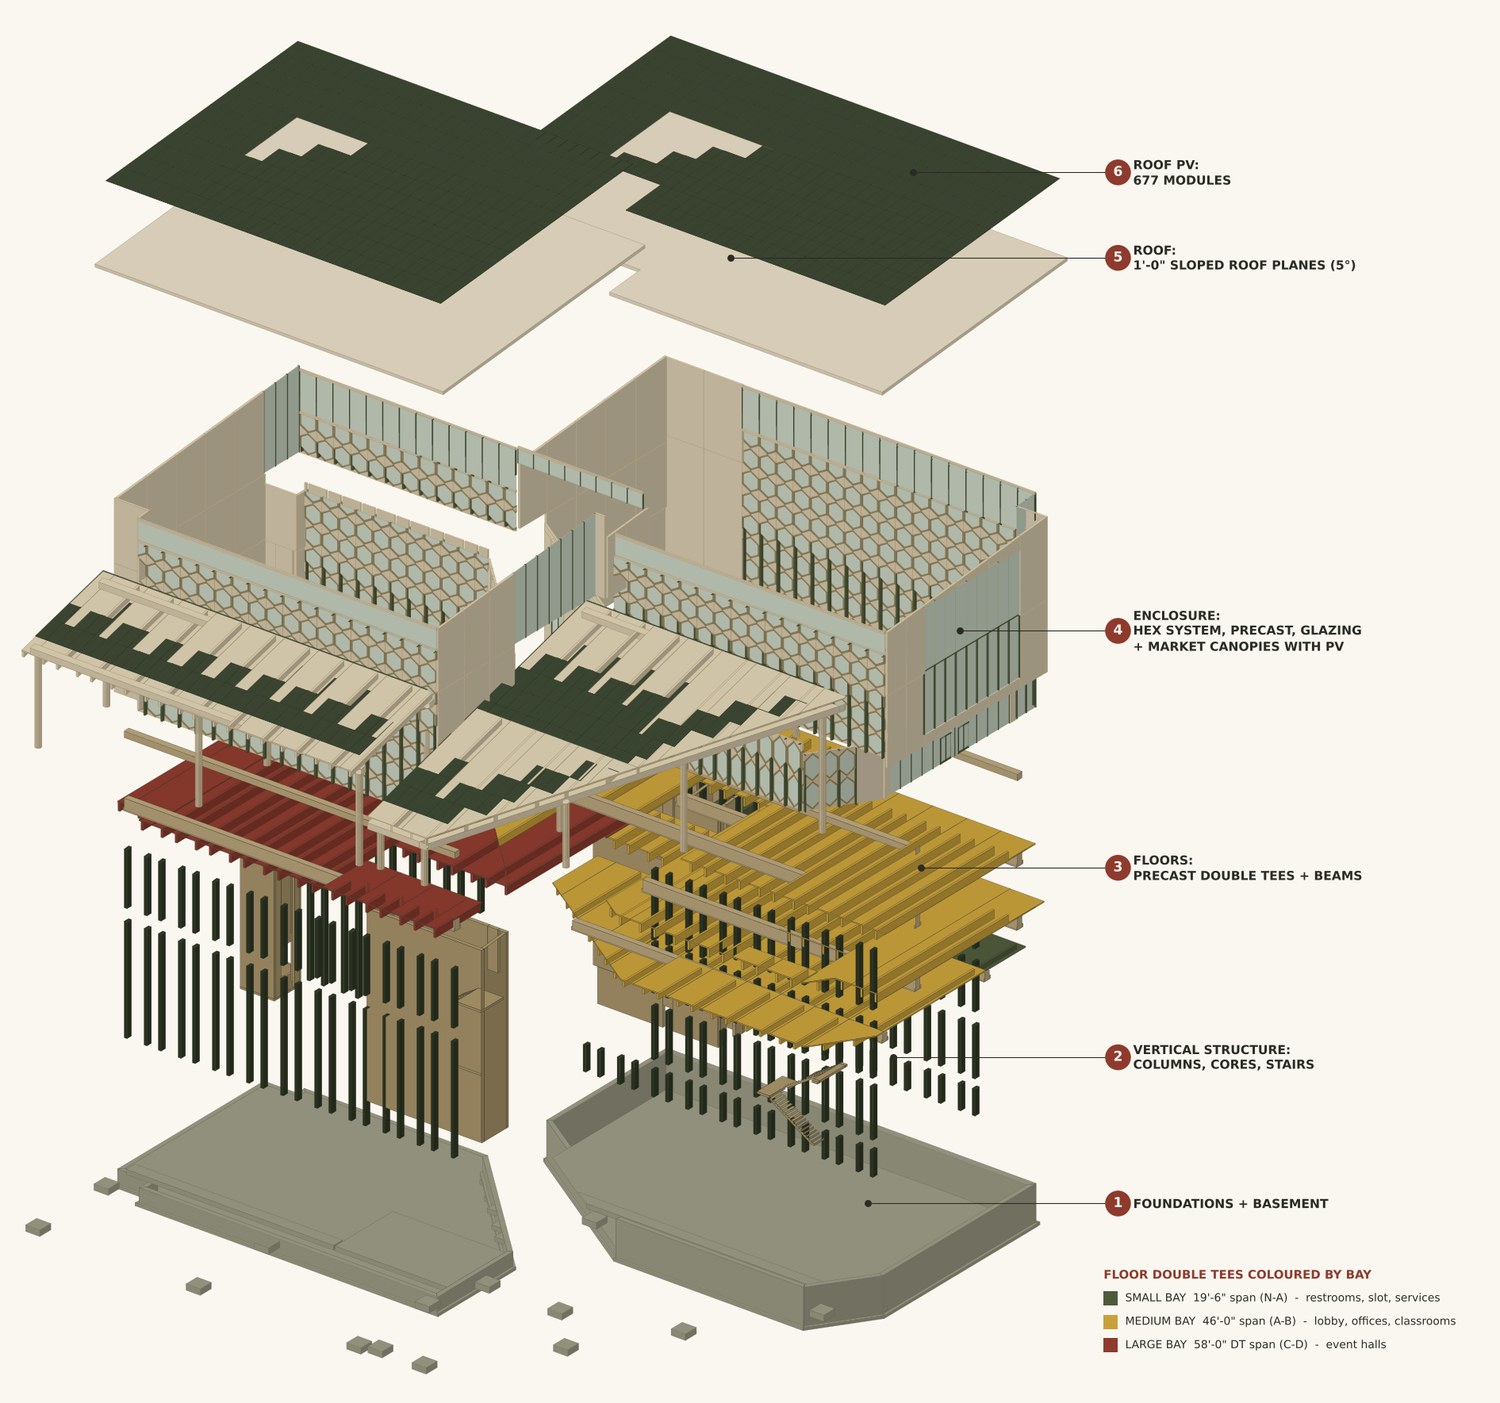 6 ROOF PV:
677 MODULES
5 ROOF:
1'-0" SLOPED ROOF PLANES (5°)
4 ENCLOSURE:
HEX SYSTEM, PRECAST, GLAZING
+ MARKET CANOPIES WITH PV
3 FLOORS:
PRECAST DOUBLE TEES + BEAMS
2 VERTICAL STRUCTURE:
COLUMNS, CORES, STAIRS
1 FOUNDATIONS + BASEMENT
FLOOR DOUBLE TEES COLOURED BY BAY
SMALL BAY 19'-6" span (N-A) - restrooms, slot, services
MEDIUM BAY 46'-0" span (A-B) - lobby, offices, classrooms
LARGE BAY 58'-0" DT span (C-D) - event halls